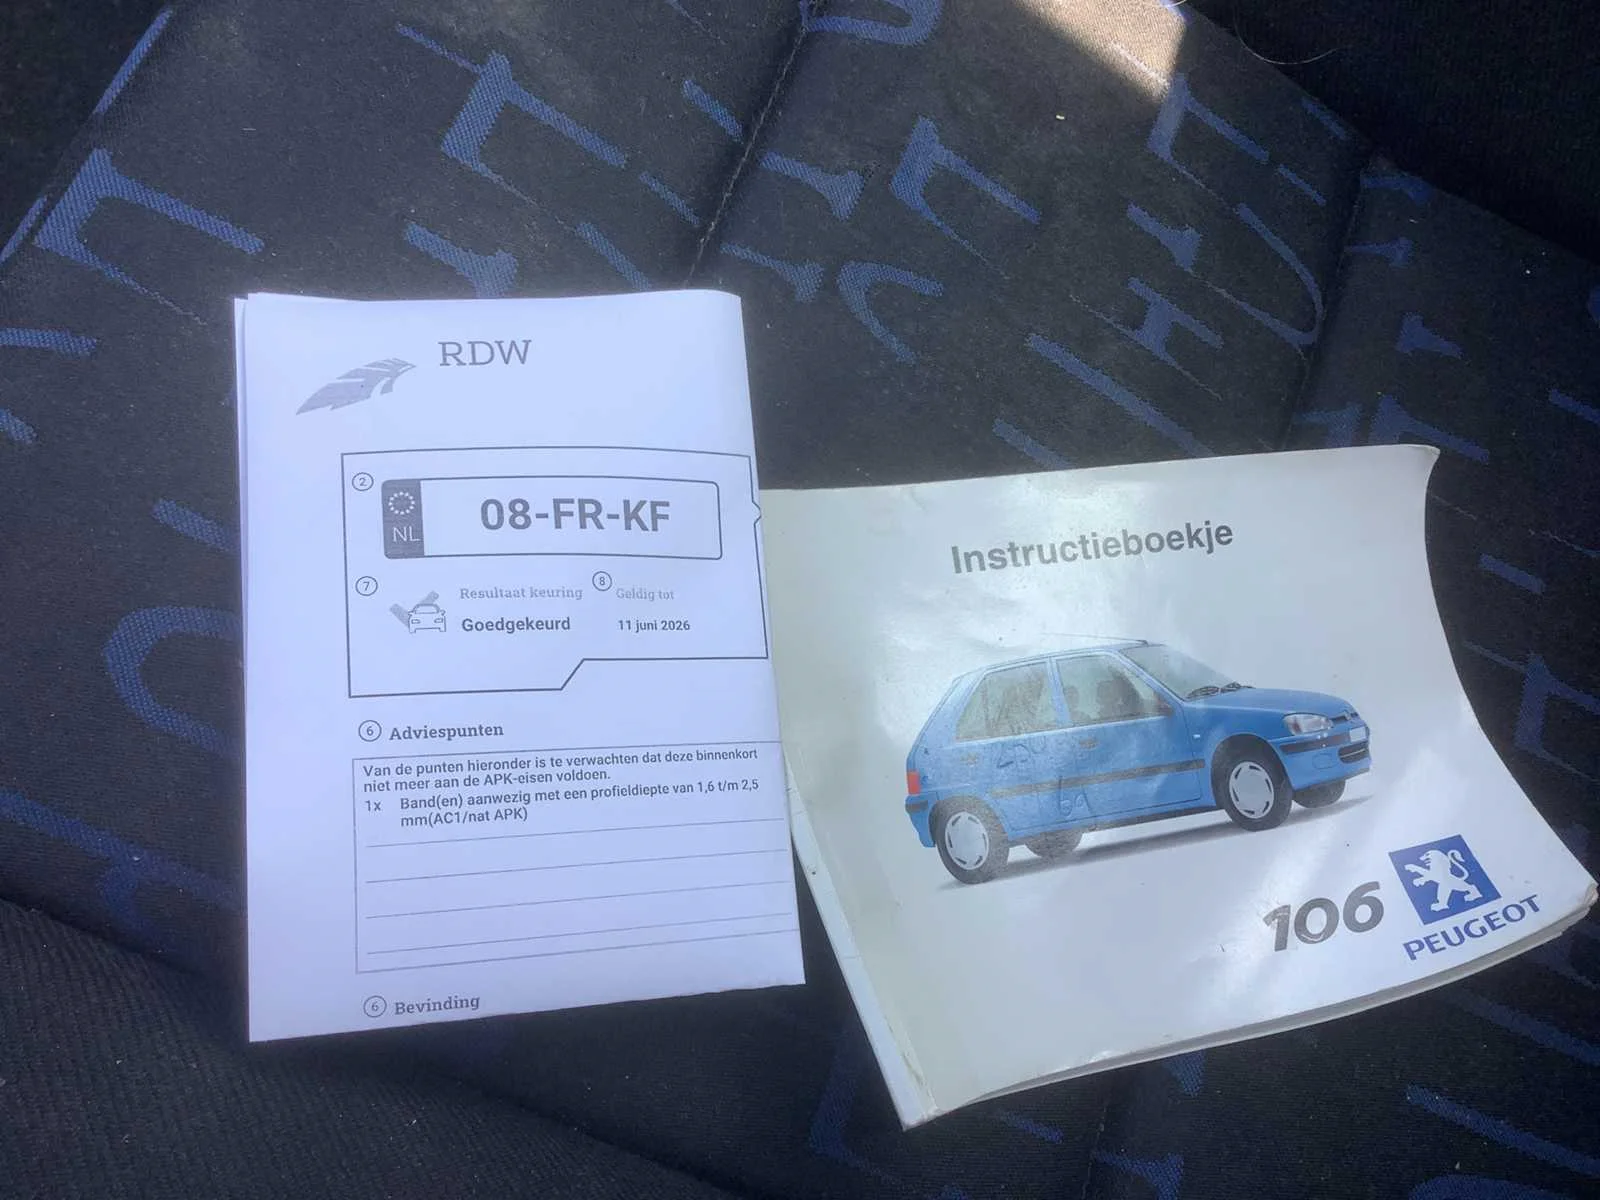 RDW
2
NL
08-FR-KF
7
Resultaat keuring
8
Geldig tot
Goedgekeurd
11 juni 2026
6 Adviespunten
Van de punten hieronder is te verwachten dat deze binnenkort
niet meer aan de APK-eisen voldoen.
1x Band(en) aanwezig met een profieldiepte van 1,6 t/m 2,5
mm(AC1/nat APK)
6 Bevinding
Instructieboekje
106
PEUGEOT